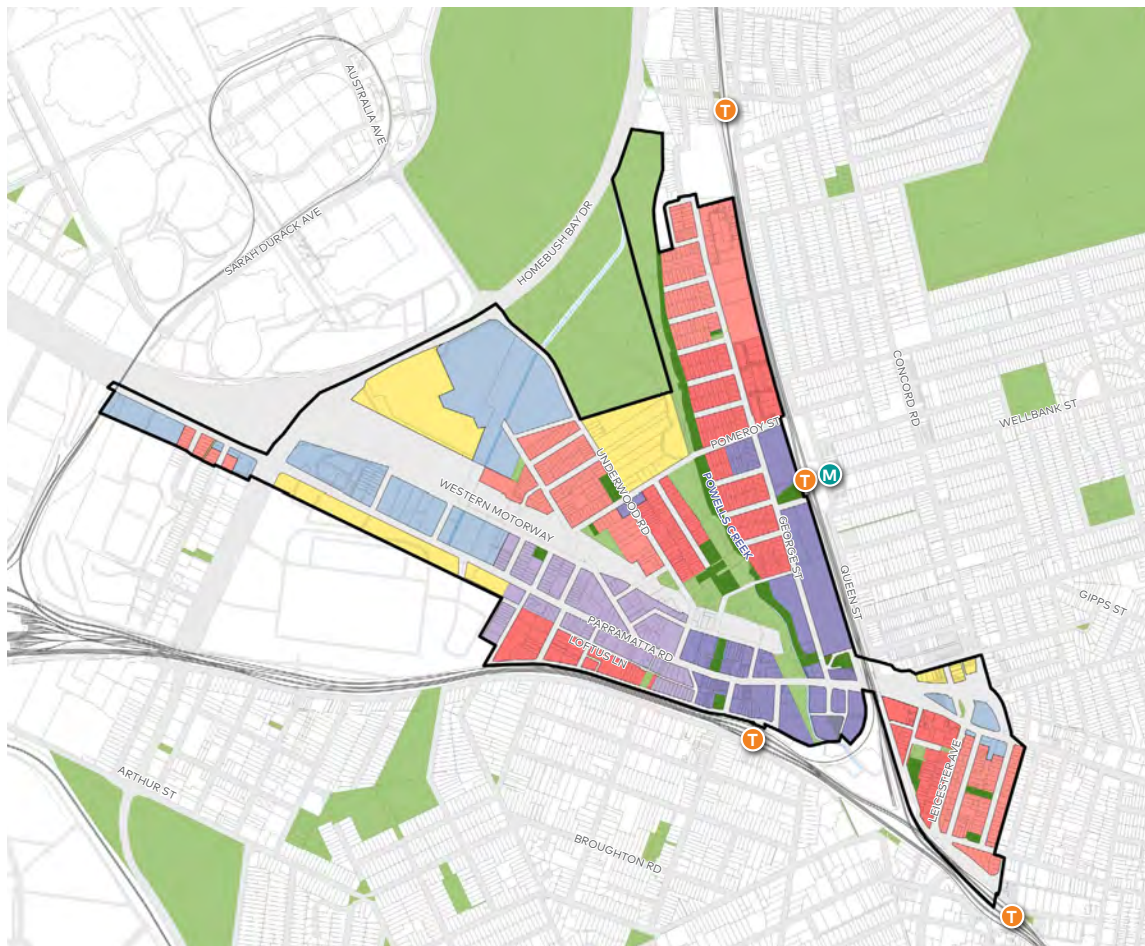 AUSTRALIA AVE
T
SARAH DURACK AVE
HOMEBUSH BAY DR
CONCORD RD
WELLBANK ST
POMEROY ST
UNDERWOOD RD
T M
WESTERN MOTORWAY
POWELLS CREEK
GEORGE ST
QUEEN ST
GIPPS ST
PARRAMATTA RD
LOFTUS LN
T
LEICESTER AVE
ARTHUR ST
BROUGHTON RD
T